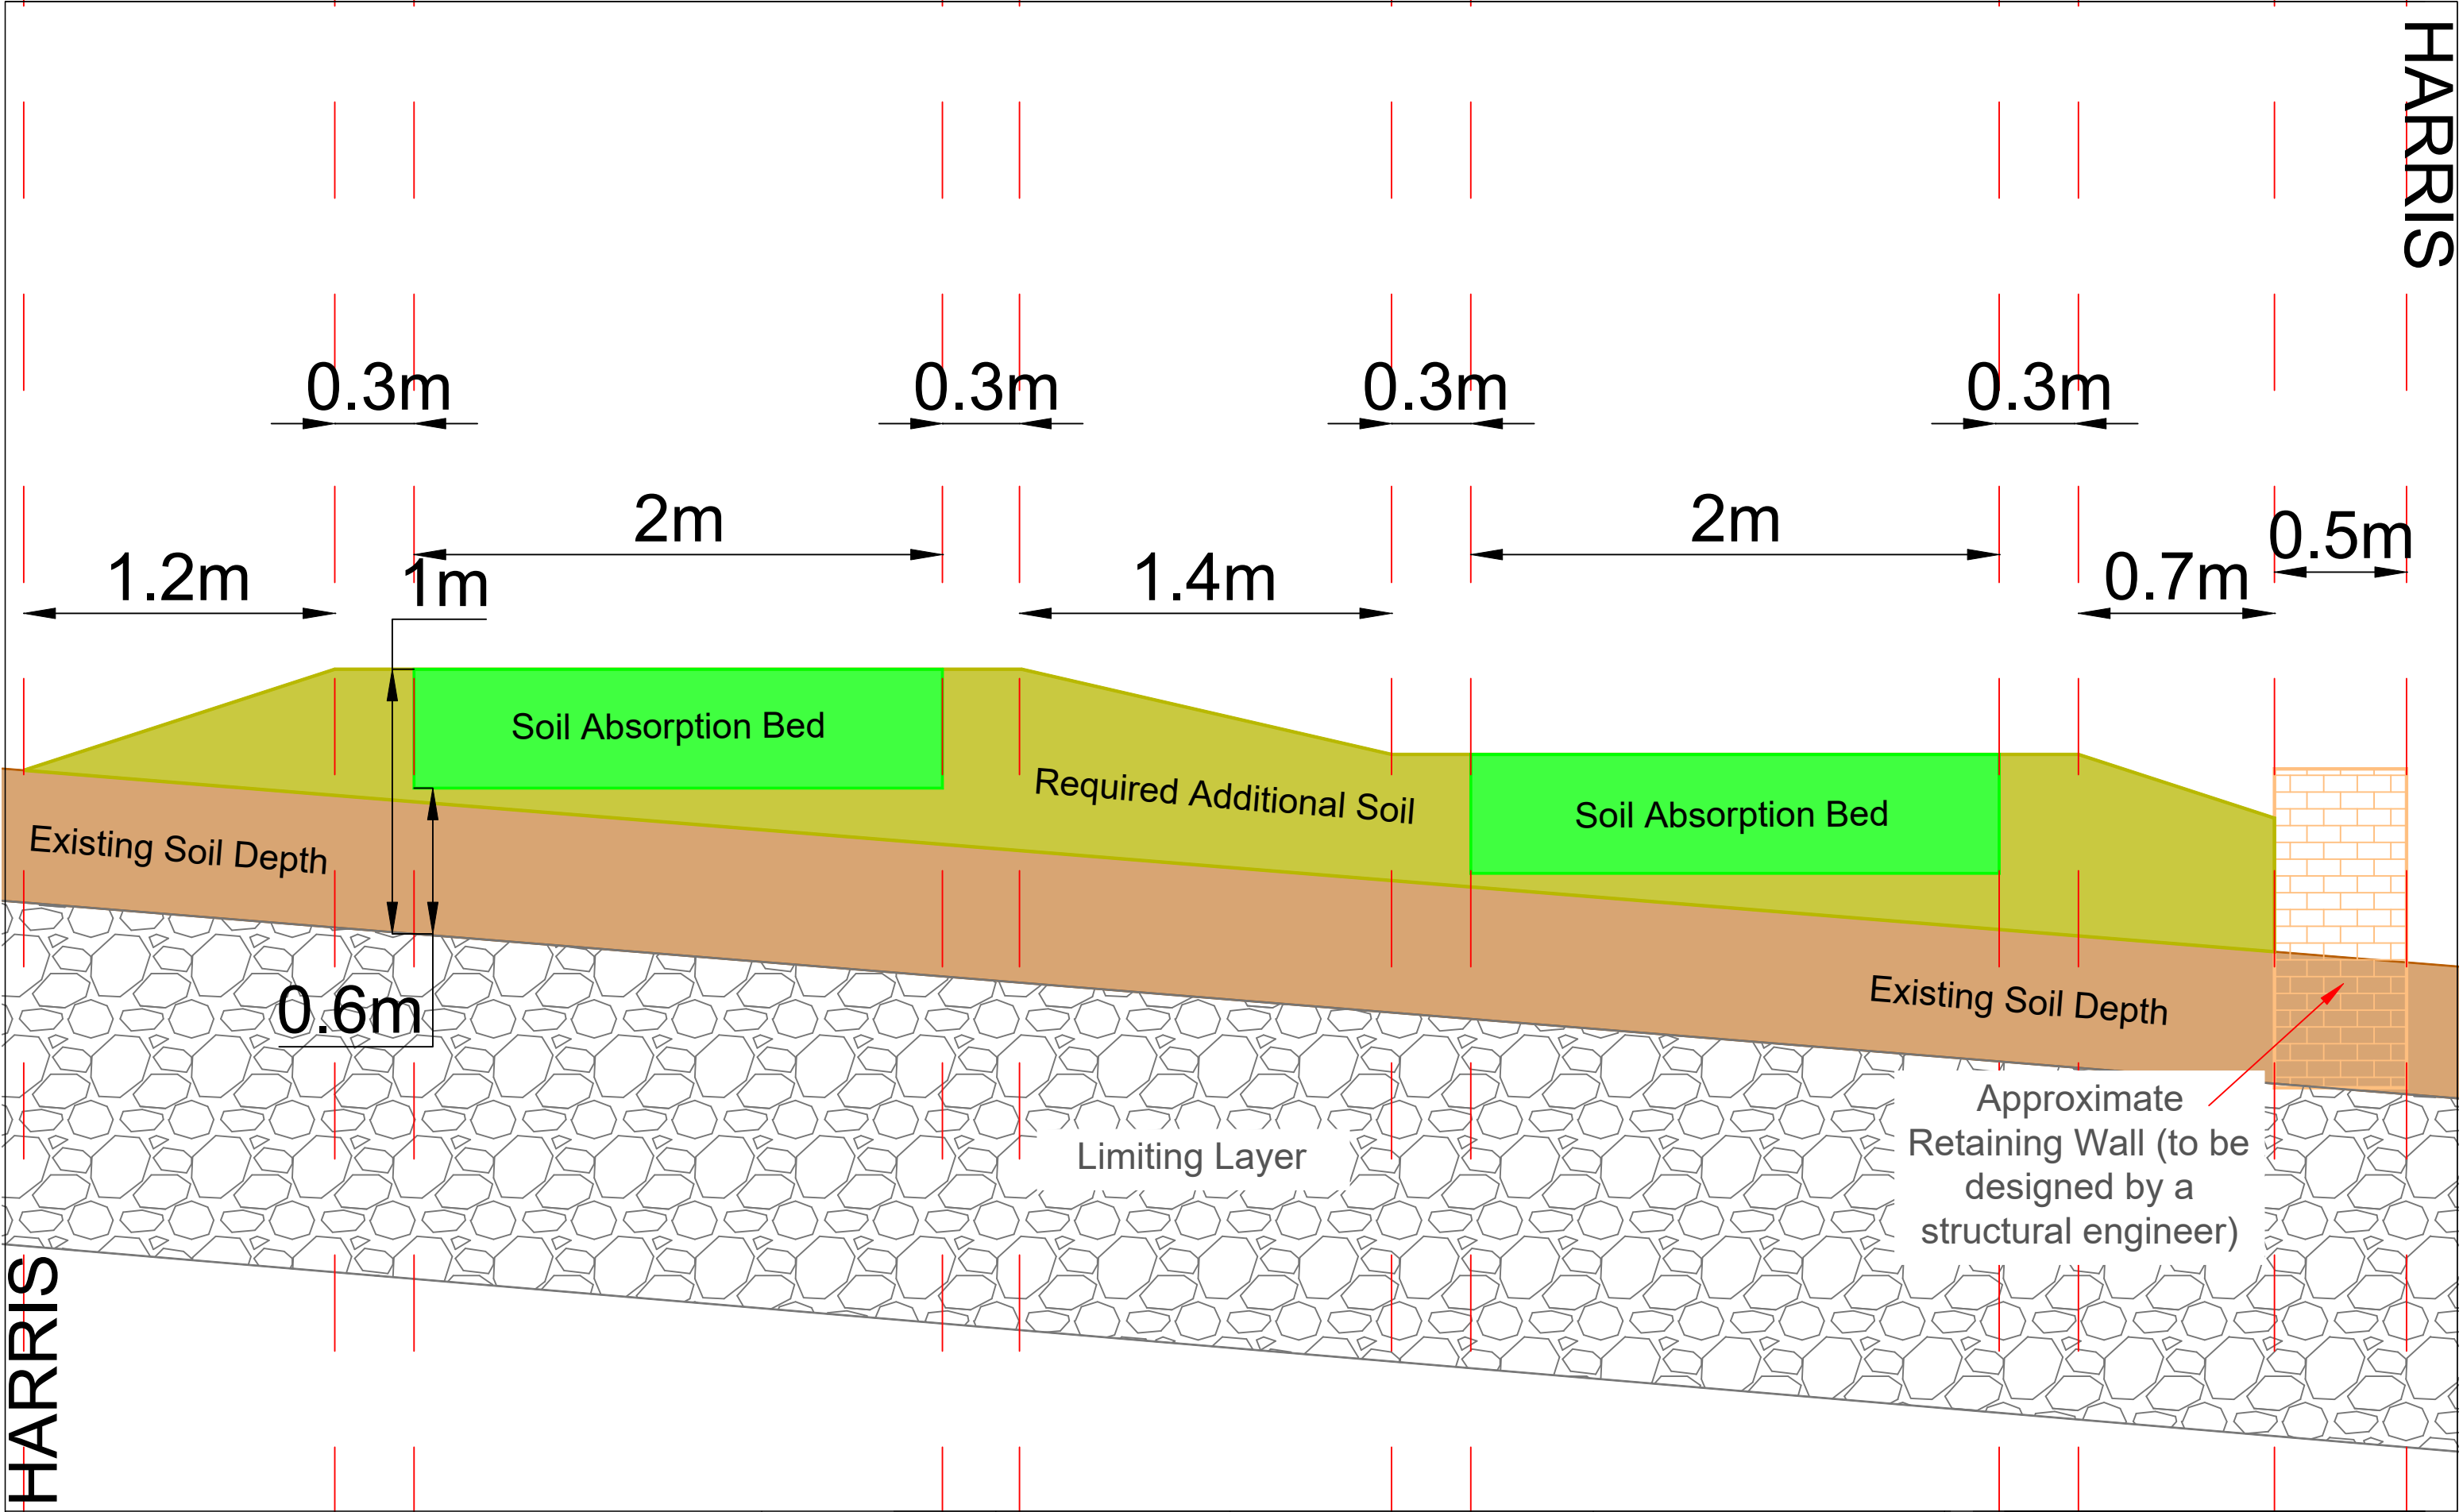 HARRIS
0.3m
0.3m
0.3m
0.3m
2m
2m
0.5m
1.2m
1m
1.4m
0.7m
Soil Absorption Bed
Required Additional Soil
Soil Absorption Bed
Existing Soil Depth
Existing Soil Depth
0.6m
Limiting Layer
Approximate
Retaining Wall (to be
designed by a
structural engineer)
HARRIS